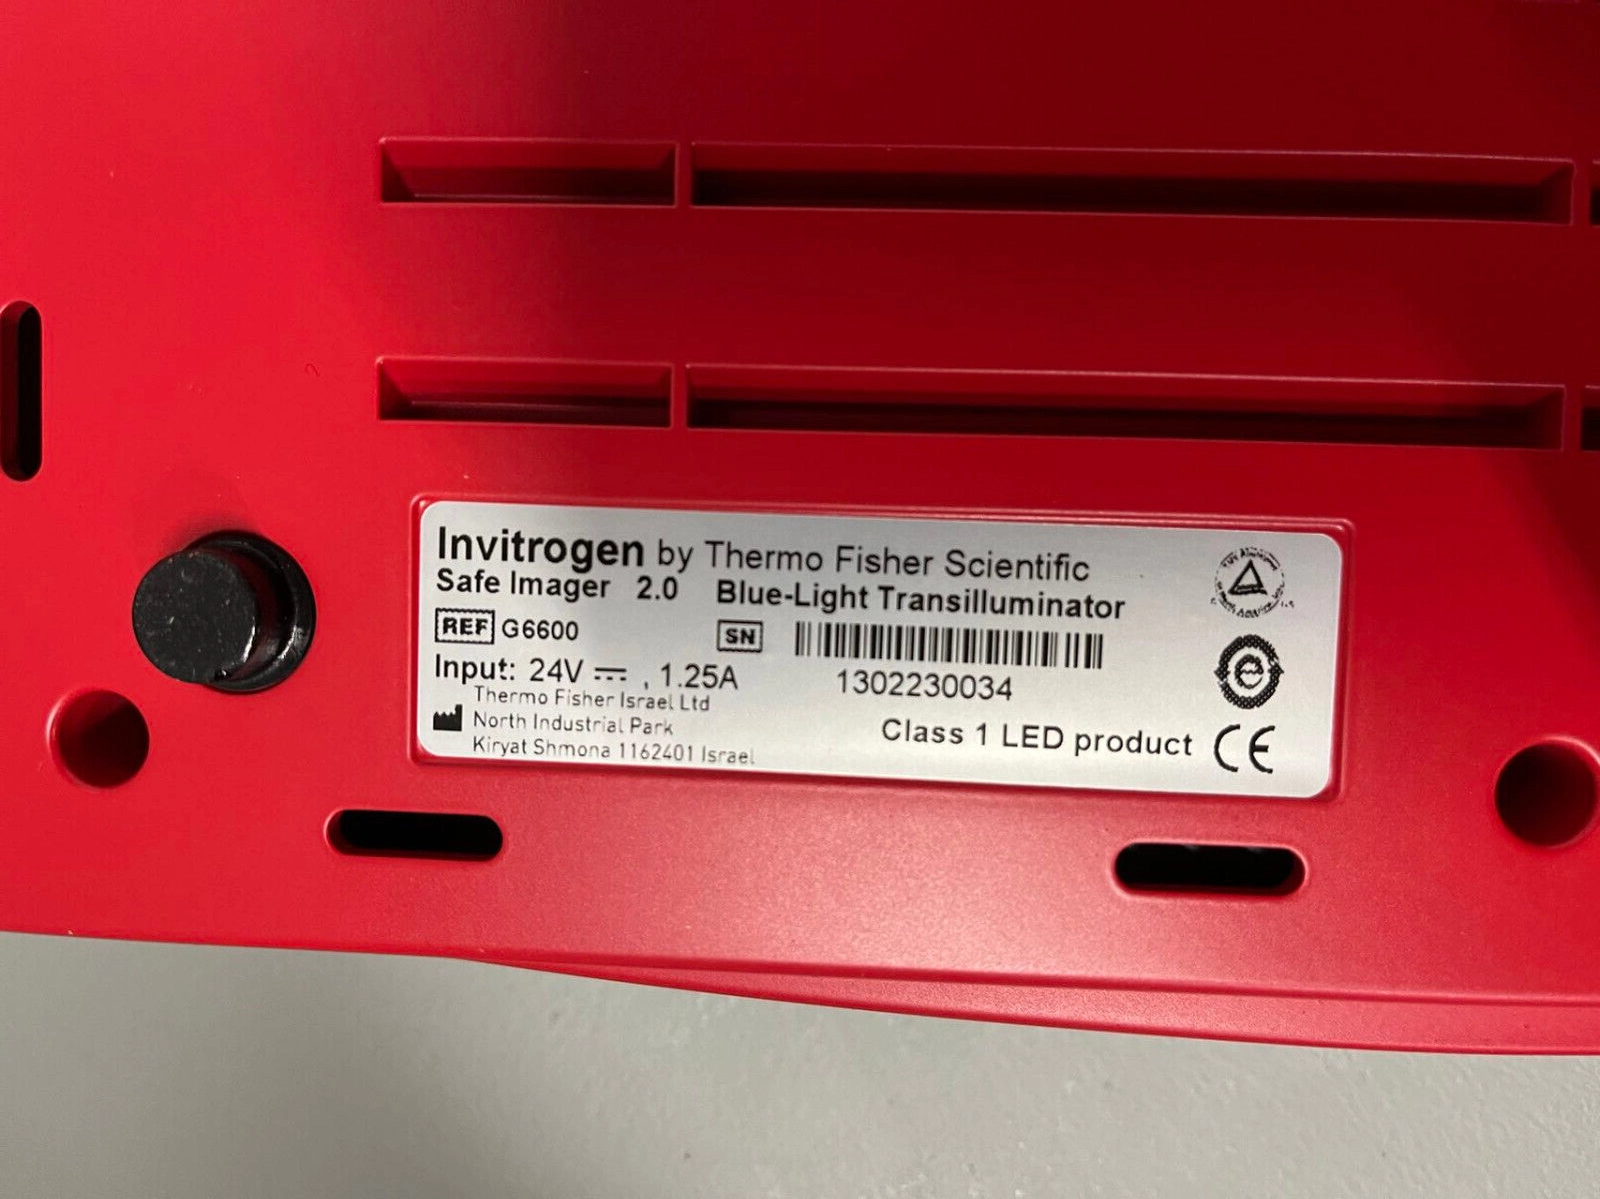 Invitrogen by Thermo Fisher Scientific
Safe Imager 2.0 Blue-Light Transilluminator
REF G6600 SN
Input: 24V ⎓ , 1.25A 1302230034
Thermo Fisher Israel Ltd
North Industrial Park
Kiryat Shmona 1162401 Israel
Class 1 LED product CE